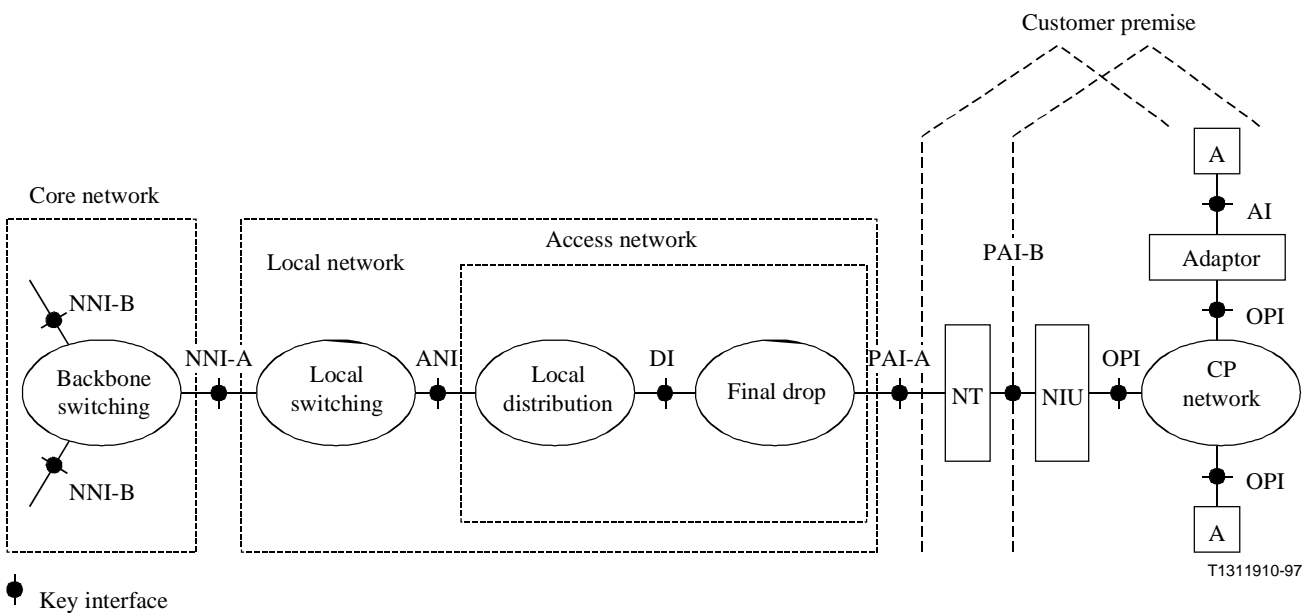 Customer premise
A
Core network
AI
Access network
Local network
PAI-B
Adaptor
NNI-B
OPI
NNI-A
ANI
DI
PAI-A
OPI
Backbone
switching
Local
switching
Local
distribution
Final drop
NT
NIU
CP
network
NNI-B
OPI
A
T1311910-97
Key interface